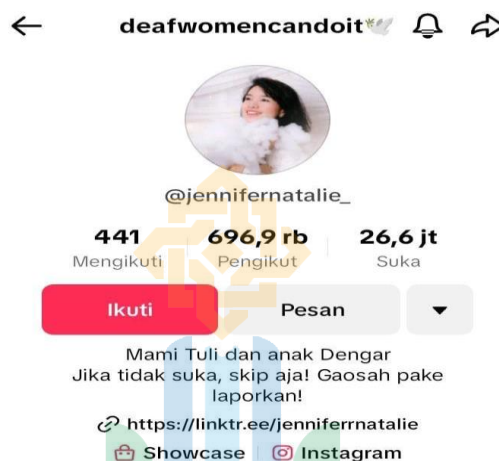 deafwomencandoit🕊️
@jennifernatalie_
441 696,9 rb 26,6 jt
Mengikuti Pengikut Suka
Ikuti Pesan
Mami Tuli dan anak Dengar
Jika tidak suka, skip aja! Gaosah pake
laporkan!
https://linktr.ee/jenniferrnatalie
Showcase Instagram